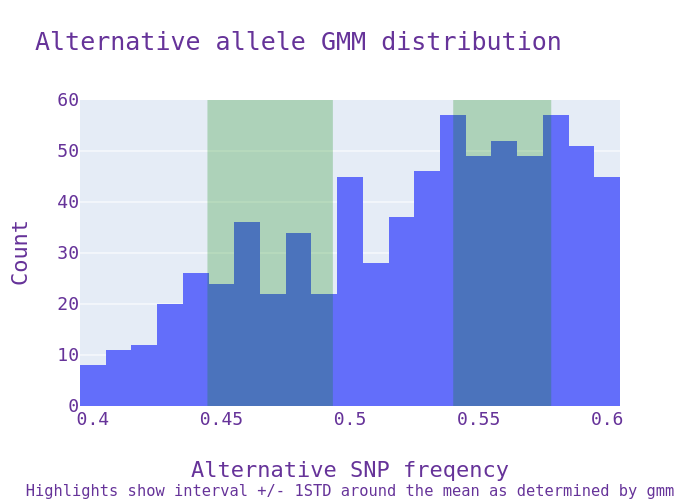 Alternative allele GMM distribution
60
50
40
30
20
10
0
Count
0.4 0.45 0.5 0.55 0.6
Alternative SNP freqency
Highlights show interval +/- 1STD around the mean as determined by gmm